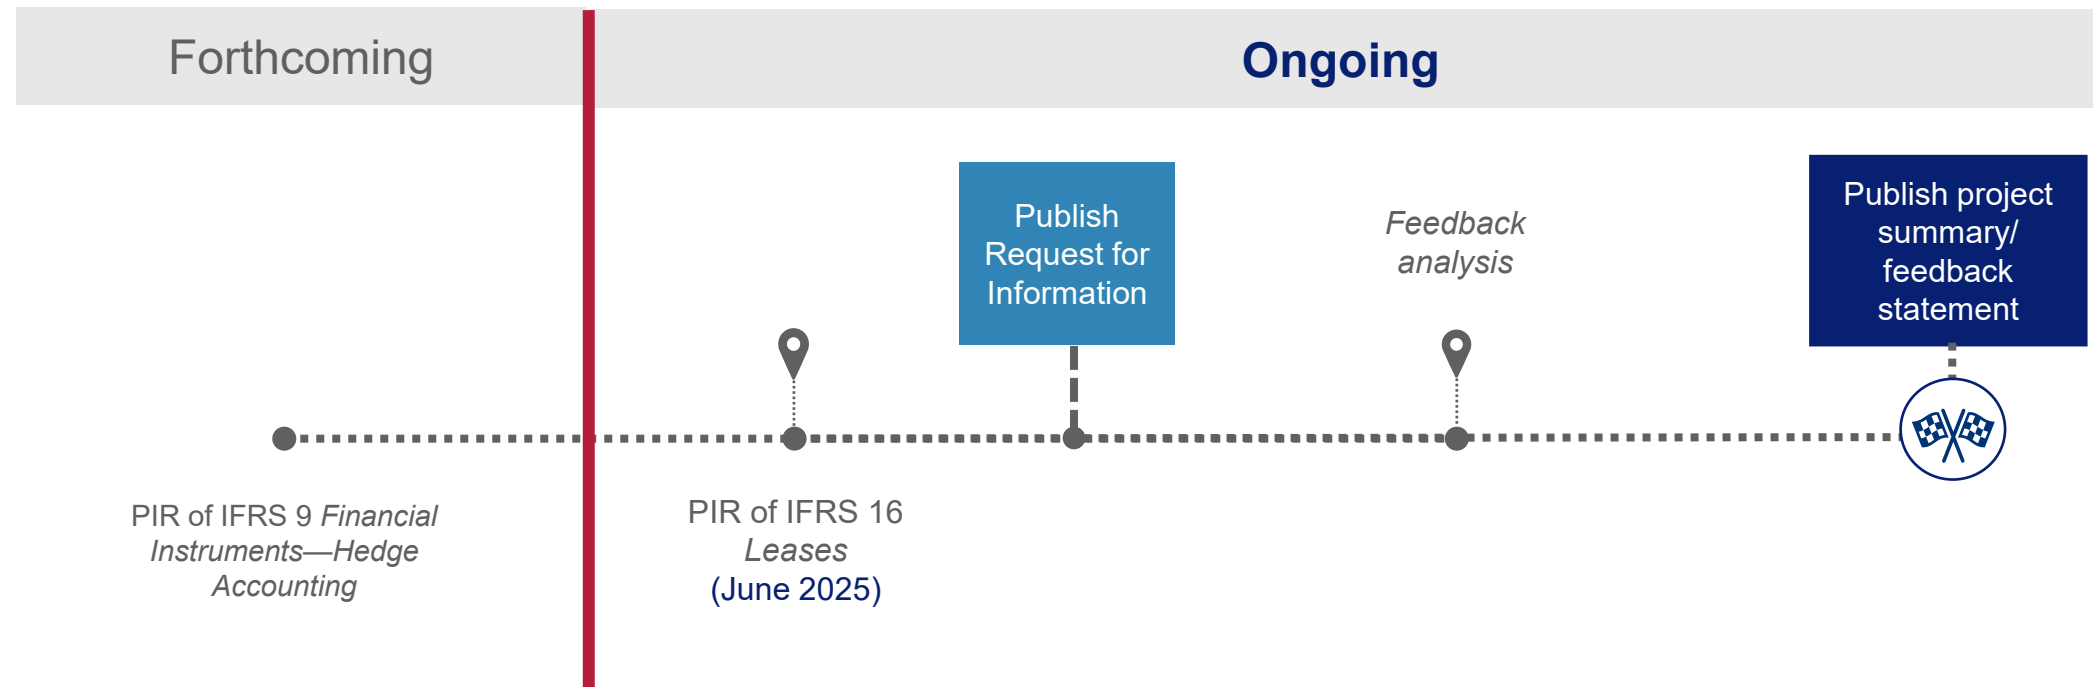 Forthcoming
Ongoing
Publish
Request for
Information
Feedback
analysis
Publish project
summary/
feedback
statement
PIR of IFRS 9 Financial
Instruments—Hedge
Accounting
PIR of IFRS 16
Leases
(June 2025)